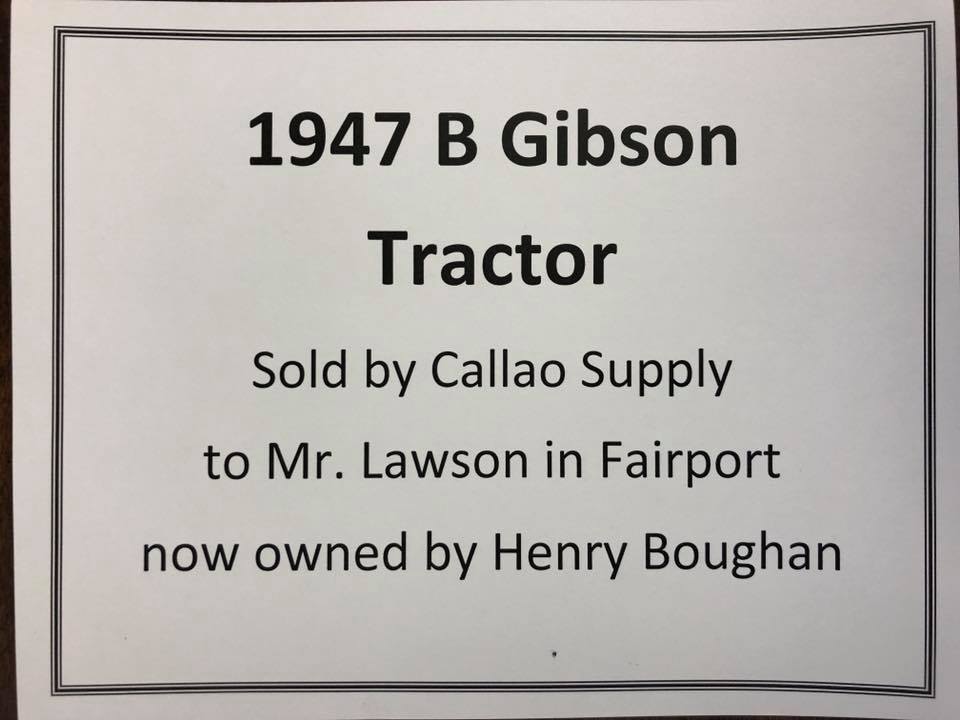 1947 B Gibson
Tractor
Sold by Callao Supply
to Mr. Lawson in Fairport
now owned by Henry Boughan